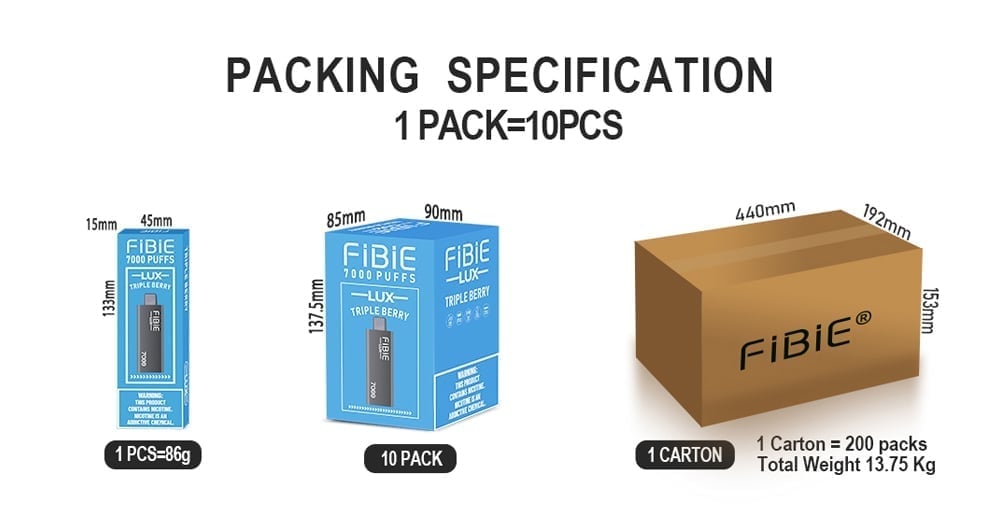 PACKING SPECIFICATION
1 PACK=10PCS
15mm
45mm
133mm
FiBiE
7000 PUFFS
LUX
TRIPLE BERRY
TRIPLE BERRY
FiBiE
7000
WARNING:
THIS PRODUCT
CONTAINS NICOTINE.
NICOTINE IS AN
ADDICTIVE CHEMICAL.
1 PCS=86g
85mm
90mm
137.5mm
FiBiE
7000 PUFFS
LUX
TRIPLE BERRY
FiBiE
7000
FiBiE
LUX
TRIPLE BERRY
WARNING:
THIS PRODUCT
CONTAINS NICOTINE.
NICOTINE IS AN
ADDICTIVE CHEMICAL.
10 PACK
440mm
192mm
153mm
FiBiE®
1 CARTON
1 Carton = 200 packs
Total Weight 13.75 Kg